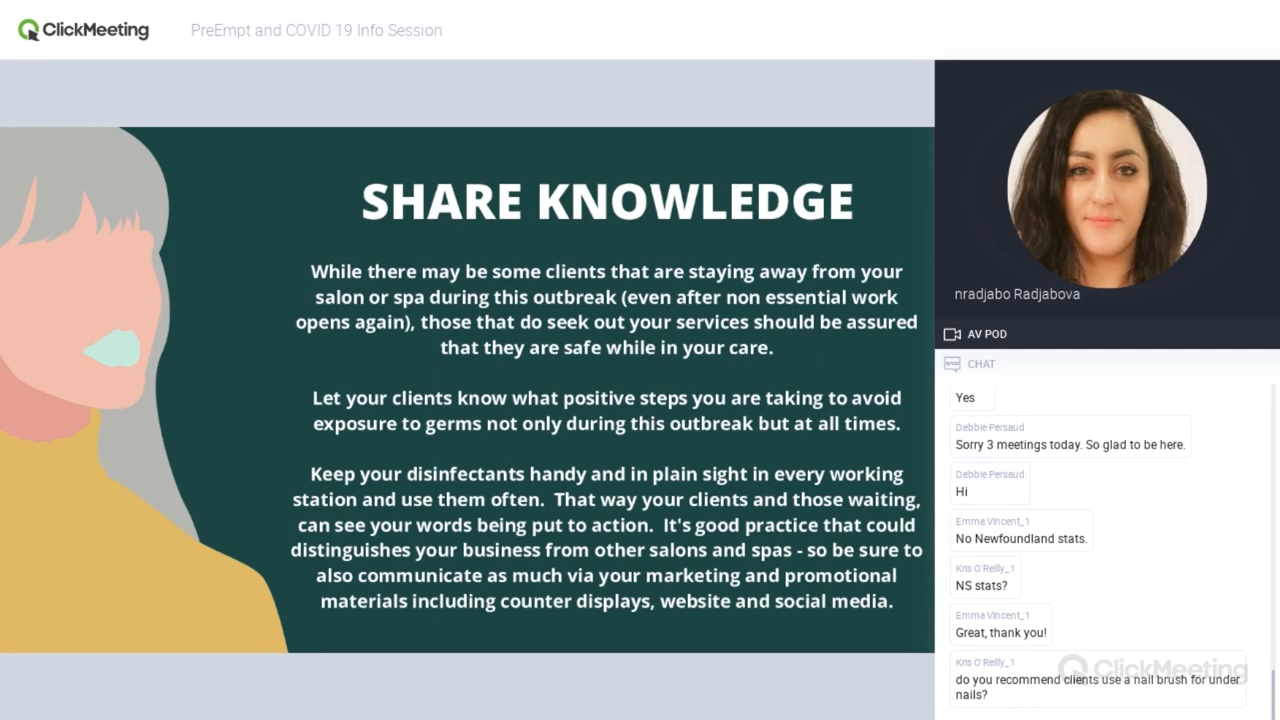 ClickMeeting
PreEmpt and COVID 19 Info Session
SHARE KNOWLEDGE
While there may be some clients that are staying away from your
salon or spa during this outbreak (even after non essential work
opens again), those that do seek out your services should be assured
that they are safe while in your care.
Let your clients know what positive steps you are taking to avoid
exposure to germs not only during this outbreak but at all times.
Keep your disinfectants handy and in plain sight in every working
station and use them often.  That way your clients and those waiting,
can see your words being put to action.  It's good practice that could
distinguishes your business from other salons and spas - so be sure to
also communicate as much via your marketing and promotional
materials including counter displays, website and social media.
nradjabo Radjabova
AV POD
CHAT
Yes
Debbie Persaud
Sorry 3 meetings today. So glad to be here.
Debbie Persaud
Hi
Emma Vincent_1
No Newfoundland stats.
Kris O'Reilly_1
NS stats?
Emma Vincent_1
Great, thank you!
Kris O'Reilly_1
do you recommend clients use a nail brush for under
nails?
ClickMeeting